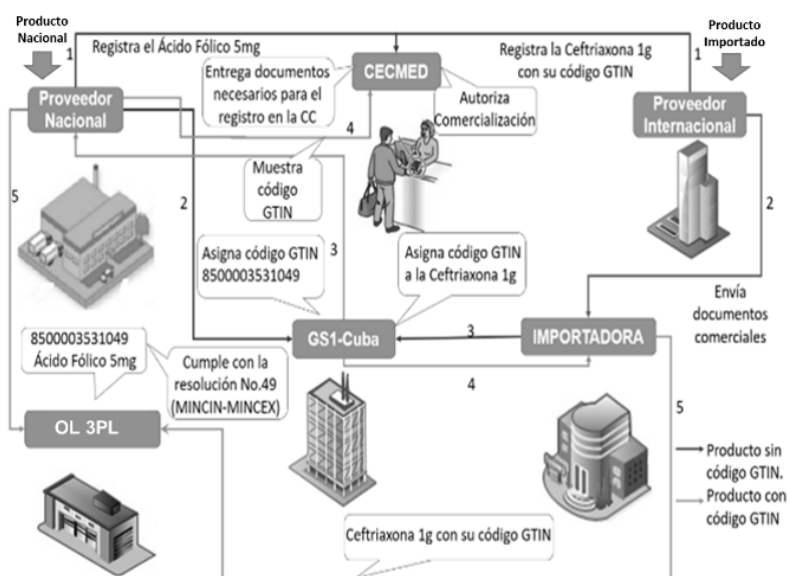 Producto
Nacional
Producto
Importado
1
Registra el Ácido Fólico 5mg
Registra la Ceftriaxona 1g
con su código GTIN
1
Entrega documentos
necesarios para el
registro en la CC
CECMED
Autoriza
Comercialización
Proveedor
Nacional
Proveedor
Internacional
4
Muestra
código
GTIN
5
2
3
2
Asigna código GTIN
8500003531049
Asigna código GTIN
a la Ceftriaxona 1g
Envía
documentos
comerciales
8500003531049
Ácido Fólico 5mg
Cumple con la
resolución No.49
(MINCIN-MINCEX)
GS1-Cuba
3
IMPORTADORA
4
5
OL 3PL
Producto sin
código GTIN.
Producto con
código GTIN
Ceftriaxona 1g con su código GTIN